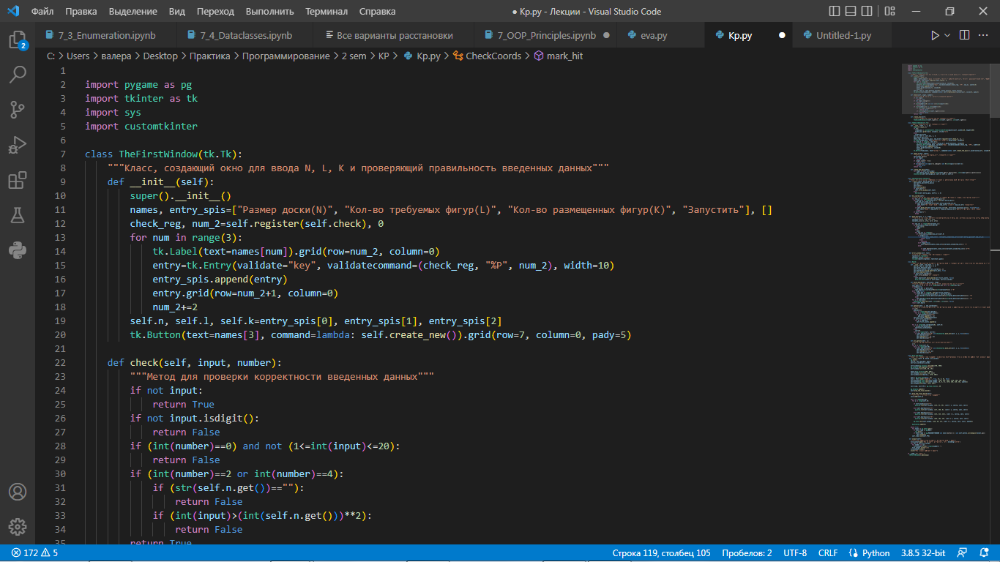 Файл Правка Выделение Вид Переход Выполнить Терминал Справка ● Кр.py - Лекции - Visual Studio Code
7_3_Enumeration.ipynb 7_4_Dataclasses.ipynb Все варианты расстановки 7_OOP_Principles.ipynb eva.py Кр.py Untitled-1.py
C: > Users > валера > Desktop > Практика > Программирование > 2 sem > КР > Кр.py > CheckCoords > mark_hit
1
2 import pygame as pg
3 import tkinter as tk
4 import sys
5 import customtkinter
6
7 class TheFirstWindow(tk.Tk):
8 """Класс, создающий окно для ввода N, L, K и проверяющий правильность введенных данных"""
9 def __init__(self):
10 super().__init__()
11 names, entry_spis=["Размер доски(N)", "Кол-во требуемых фигур(L)", "Кол-во размещенных фигур(K)", "Запустить"], []
12 check_reg, num_2=self.register(self.check), 0
13 for num in range(3):
14 tk.Label(text=names[num]).grid(row=num_2, column=0)
15 entry=tk.Entry(validate="key", validatecommand=(check_reg, "%P", num_2), width=10)
16 entry_spis.append(entry)
17 entry.grid(row=num_2+1, column=0)
18 num_2+=2
19 self.n, self.l, self.k=entry_spis[0], entry_spis[1], entry_spis[2]
20 tk.Button(text=names[3], command=lambda: self.create_new()).grid(row=7, column=0, pady=5)
21
22 def check(self, input, number):
23 """Метод для проверки корректности введенных данных"""
24 if not input:
25 return True
26 if not input.isdigit():
27 return False
28 if (int(number)==0) and not (1<=int(input)<=20):
29 return False
30 if (int(number)==2 or int(number)==4):
31 if (str(self.n.get())==""):
32 return False
33 if (int(input)>(int(self.n.get()))**2):
34 return False
35 return True
2
172 5 Строка 119, столбец 105 Пробелов: 2 UTF-8 CRLF Python 3.8.5 32-bit